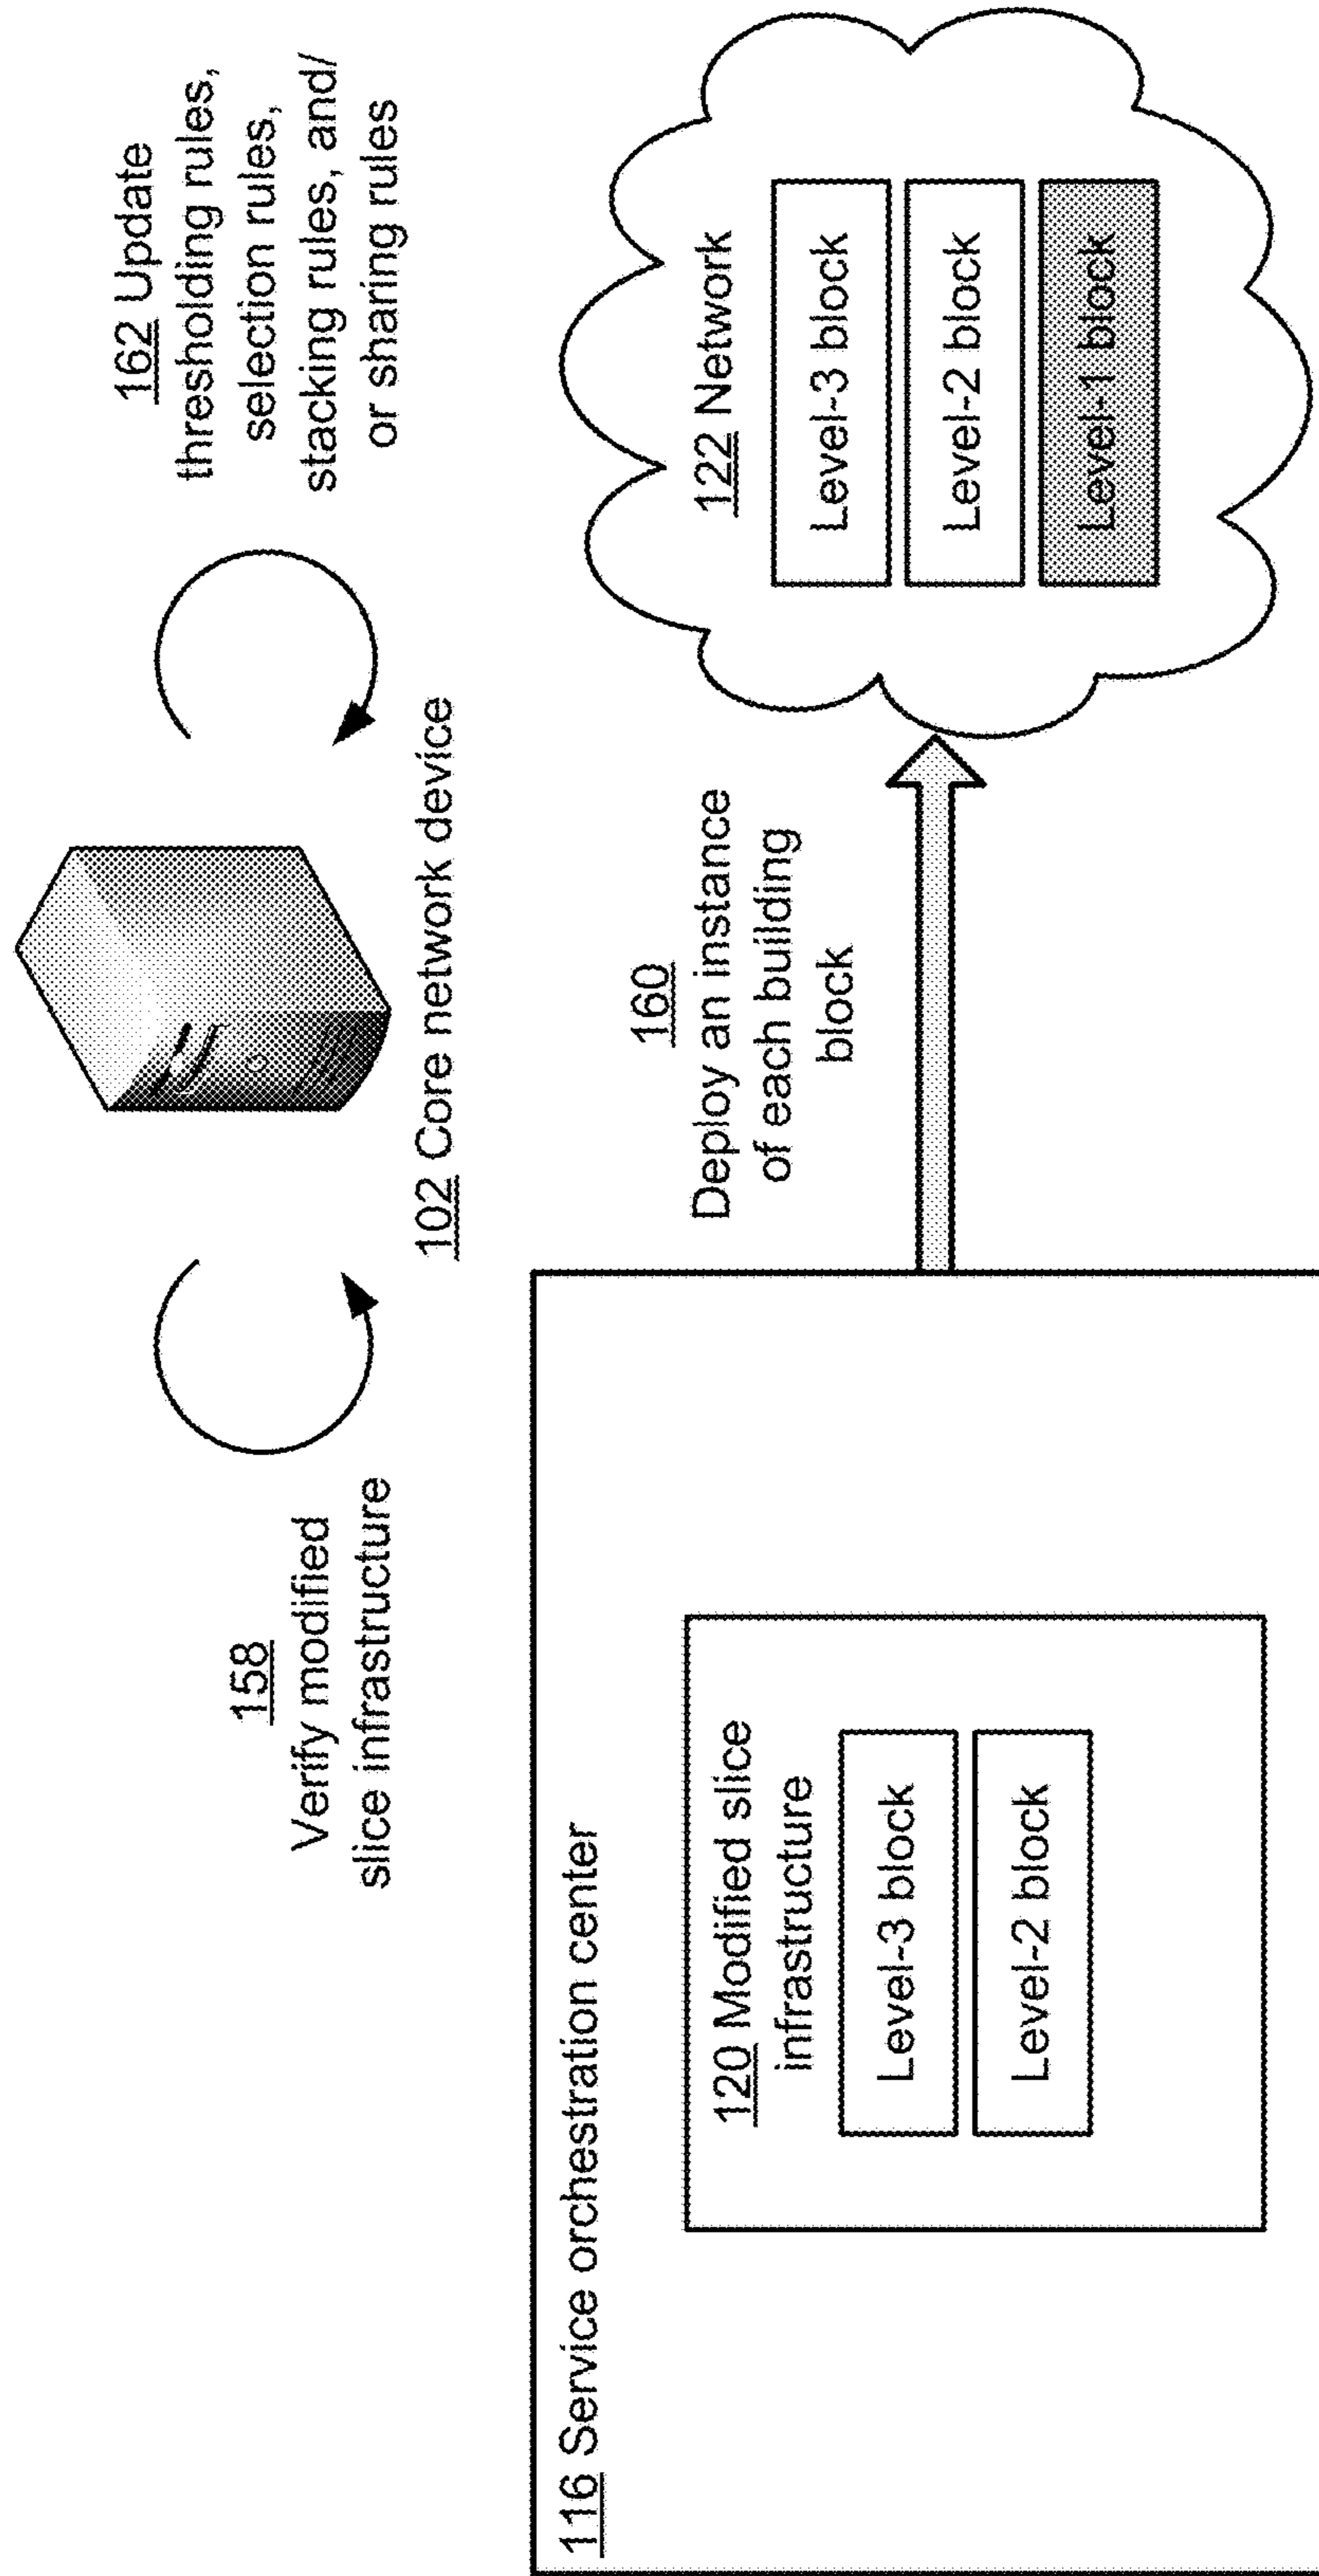 158
Verify modified
slice infrastructure
102 Core network device
162 Update
thresholding rules,
selection rules,
stacking rules, and/
or sharing rules
116 Service orchestration center
120 Modified slice
infrastructure
Level-3 block
Level-2 block
160
Deploy an instance
of each building
block
122 Network
Level-3 block
Level-2 block
Level-1 block